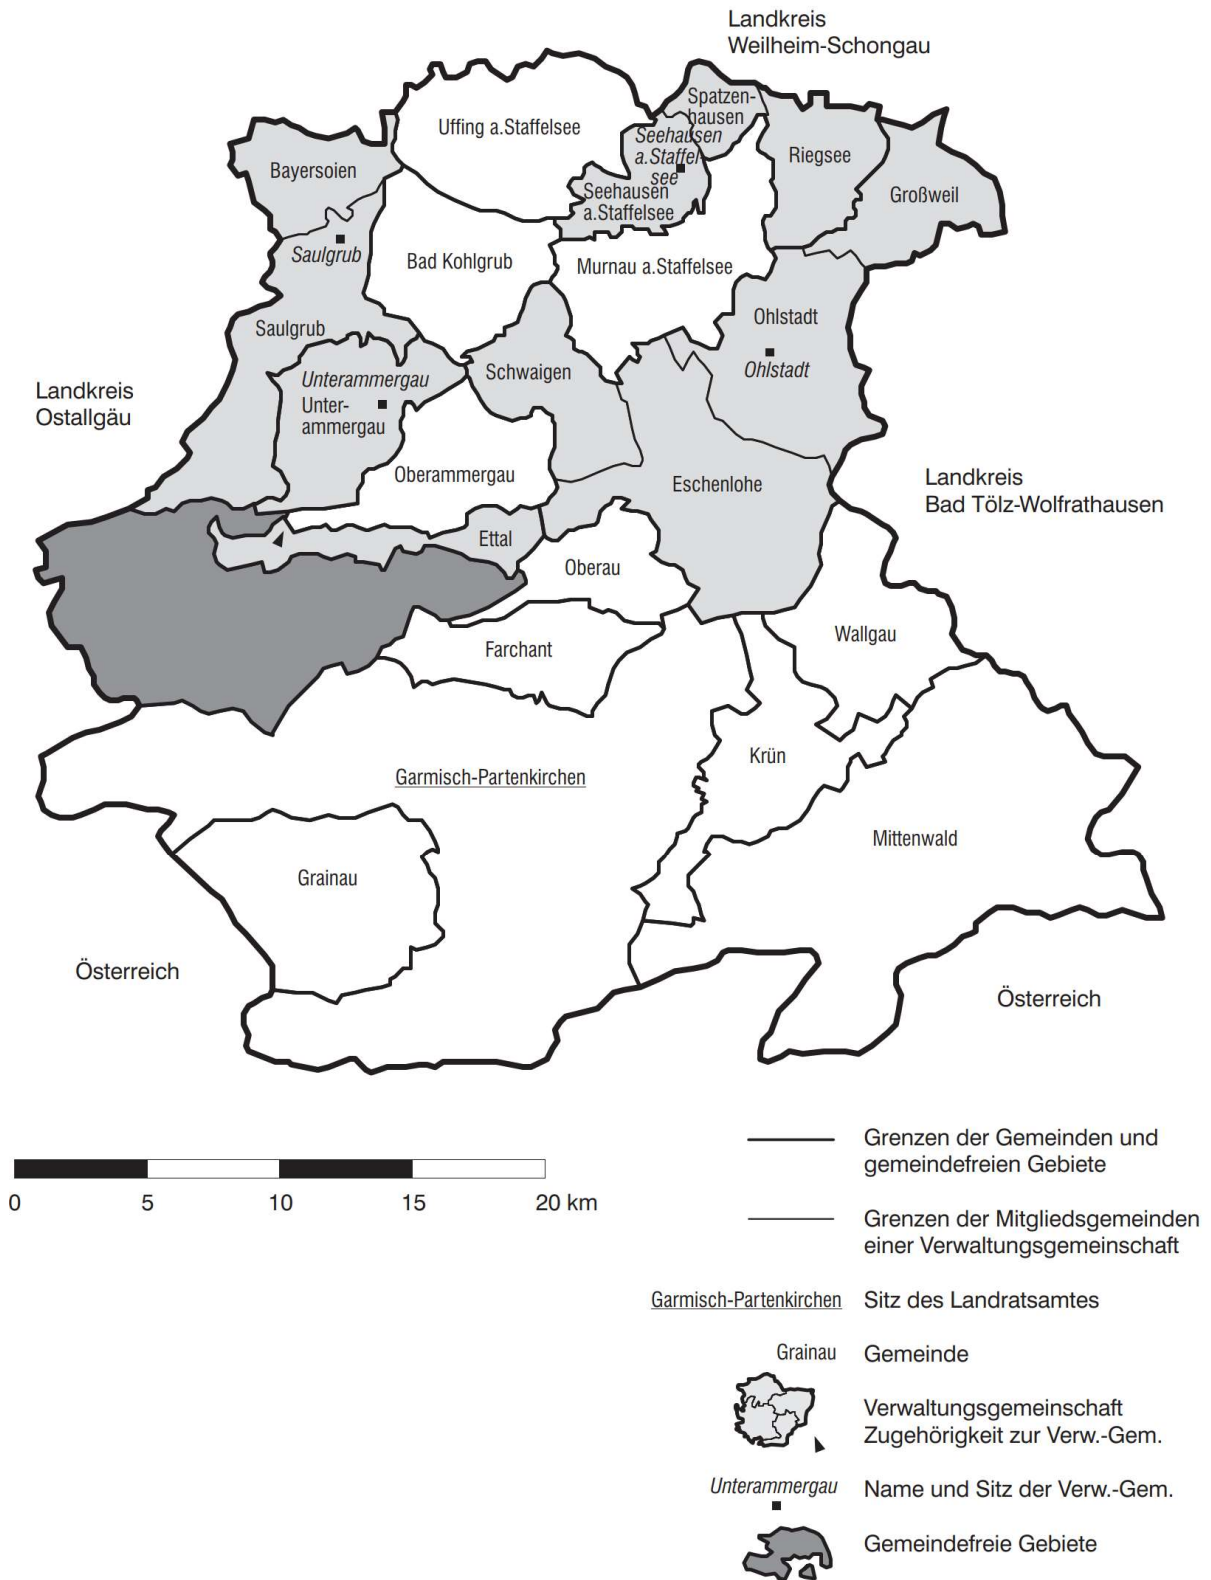 Landkreis
Weilheim-Schongau
Spatzen-
hausen
Uffing a.Staffelsee
Seehausen
a.Staffel-
see
Riegsee
Bayersoien
Seehausen
a.Staffelsee
Großweil
Saulgrub
Bad Kohlgrub
Murnau a.Staffelsee
Saulgrub
Ohlstadt
Ohlstadt
Schwaigen
Unterammergau
Unter-
ammergau
Landkreis
Ostallgäu
Oberammergau
Eschenlohe
Landkreis
Bad Tölz-Wolfrathausen
Ettal
Oberau
Farchant
Wallgau
Krün
Garmisch-Partenkirchen
Mittenwald
Grainau
Österreich
Österreich
Grenzen der Gemeinden und
gemeindefreien Gebiete
0 5 10 15 20 km
Grenzen der Mitgliedsgemeinden
einer Verwaltungsgemeinschaft
Garmisch-Partenkirchen Sitz des Landratsamtes
Grainau Gemeinde
Verwaltungsgemeinschaft
Zugehörigkeit zur Verw.-Gem.
Unterammergau Name und Sitz der Verw.-Gem.
Gemeindefreie Gebiete